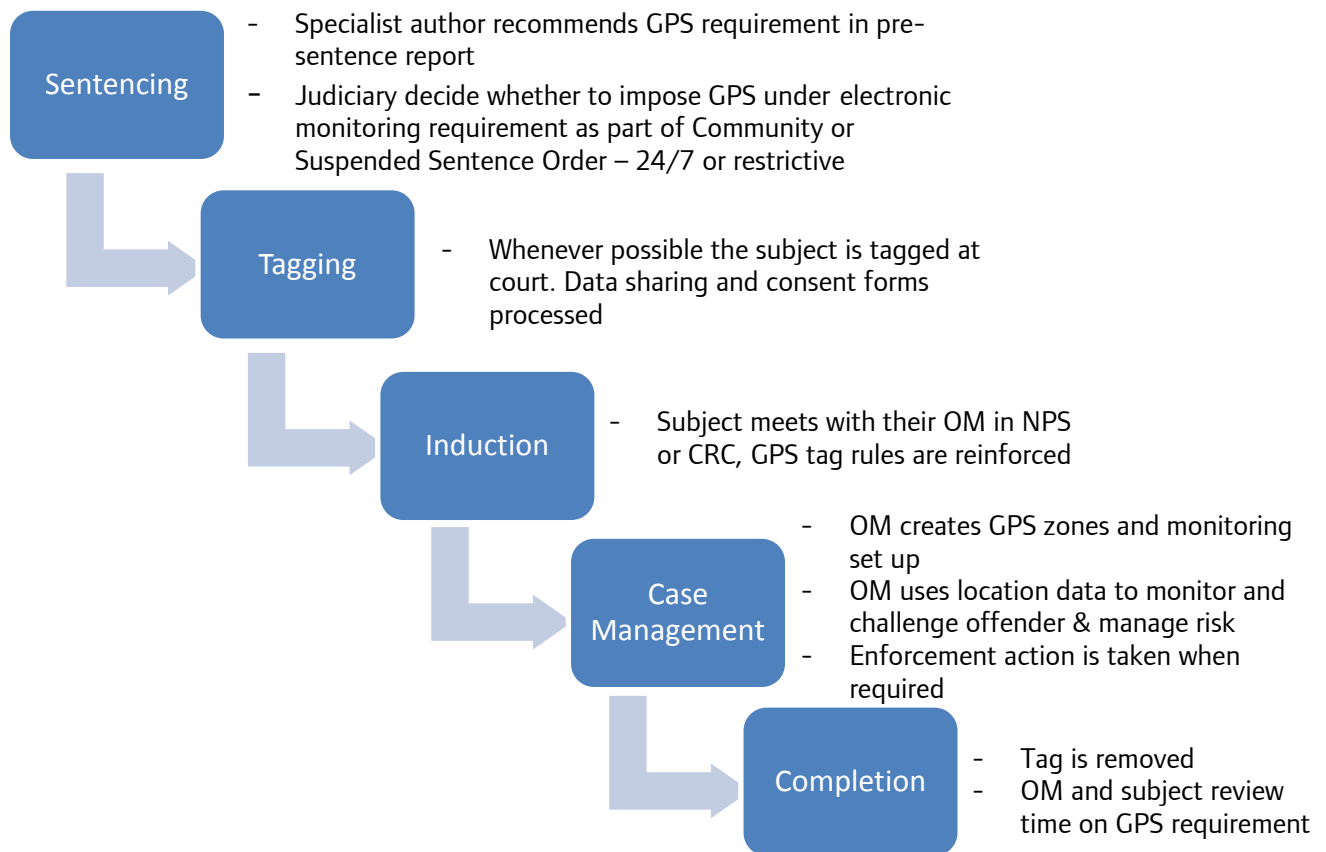 Sentencing
- Specialist author recommends GPS requirement in pre-
sentence report
- Judiciary decide whether to impose GPS under electronic
monitoring requirement as part of Community or
Suspended Sentence Order – 24/7 or restrictive
Tagging
- Whenever possible the subject is tagged at
court. Data sharing and consent forms
processed
Induction
- Subject meets with their OM in NPS
or CRC, GPS tag rules are reinforced
Case
Management
- OM creates GPS zones and monitoring
set up
- OM uses location data to monitor and
challenge offender & manage risk
- Enforcement action is taken when
required
Completion
- Tag is removed
- OM and subject review
time on GPS requirement